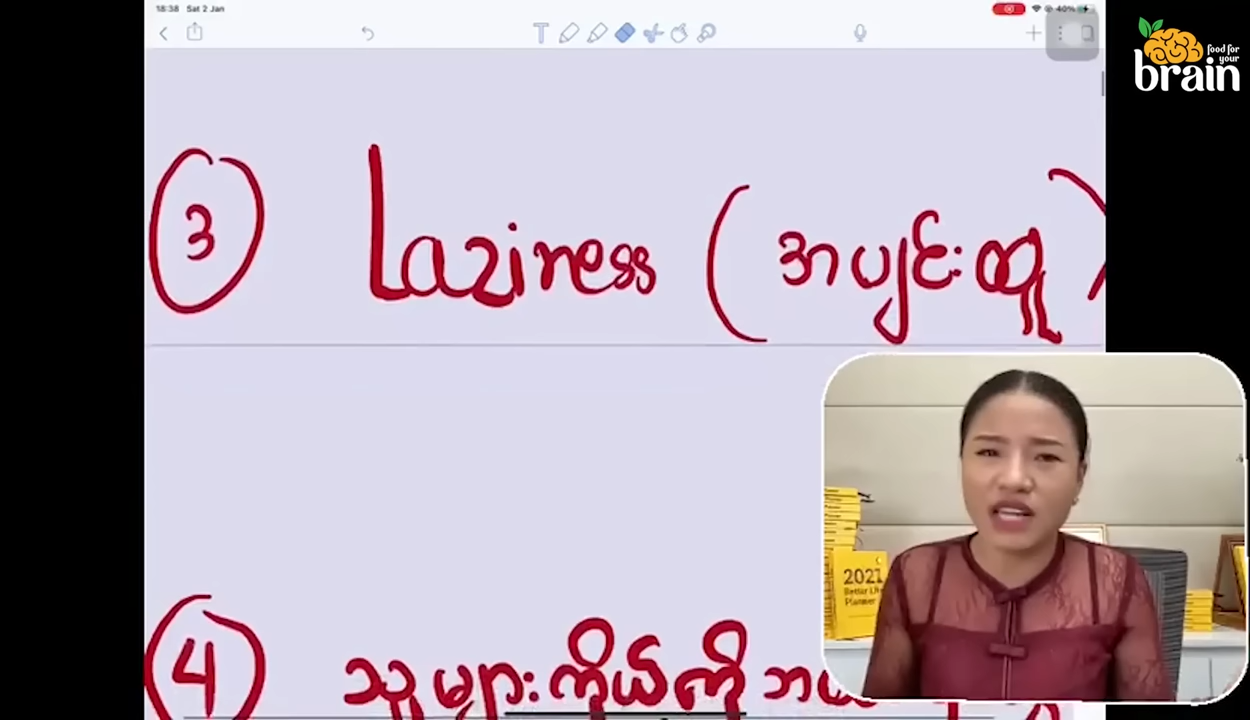 18:38 Sat 2 Jan
40%
food for your
brain
T
3 Laziness (အပျင်းထူ)
2021
Better Life
Planner
4 သူများကိုယ်ကို